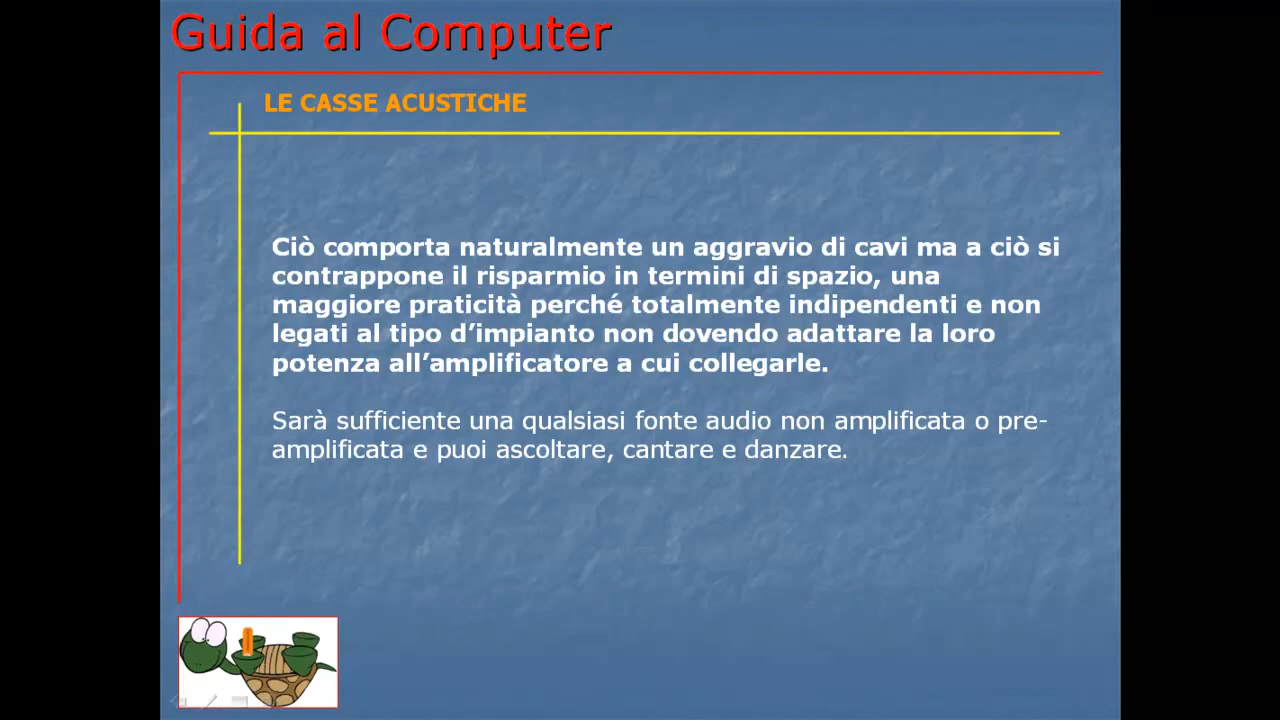 Guida al Computer
LE CASSE ACUSTICHE
Ciò comporta naturalmente un aggravio di cavi ma a ciò si
contrappone il risparmio in termini di spazio, una
maggiore praticità perché totalmente indipendenti e non
legati al tipo d’impianto non dovendo adattare la loro
potenza all’amplificatore a cui collegarle.
Sarà sufficiente una qualsiasi fonte audio non amplificata o pre-
amplificata e puoi ascoltare, cantare e danzare.